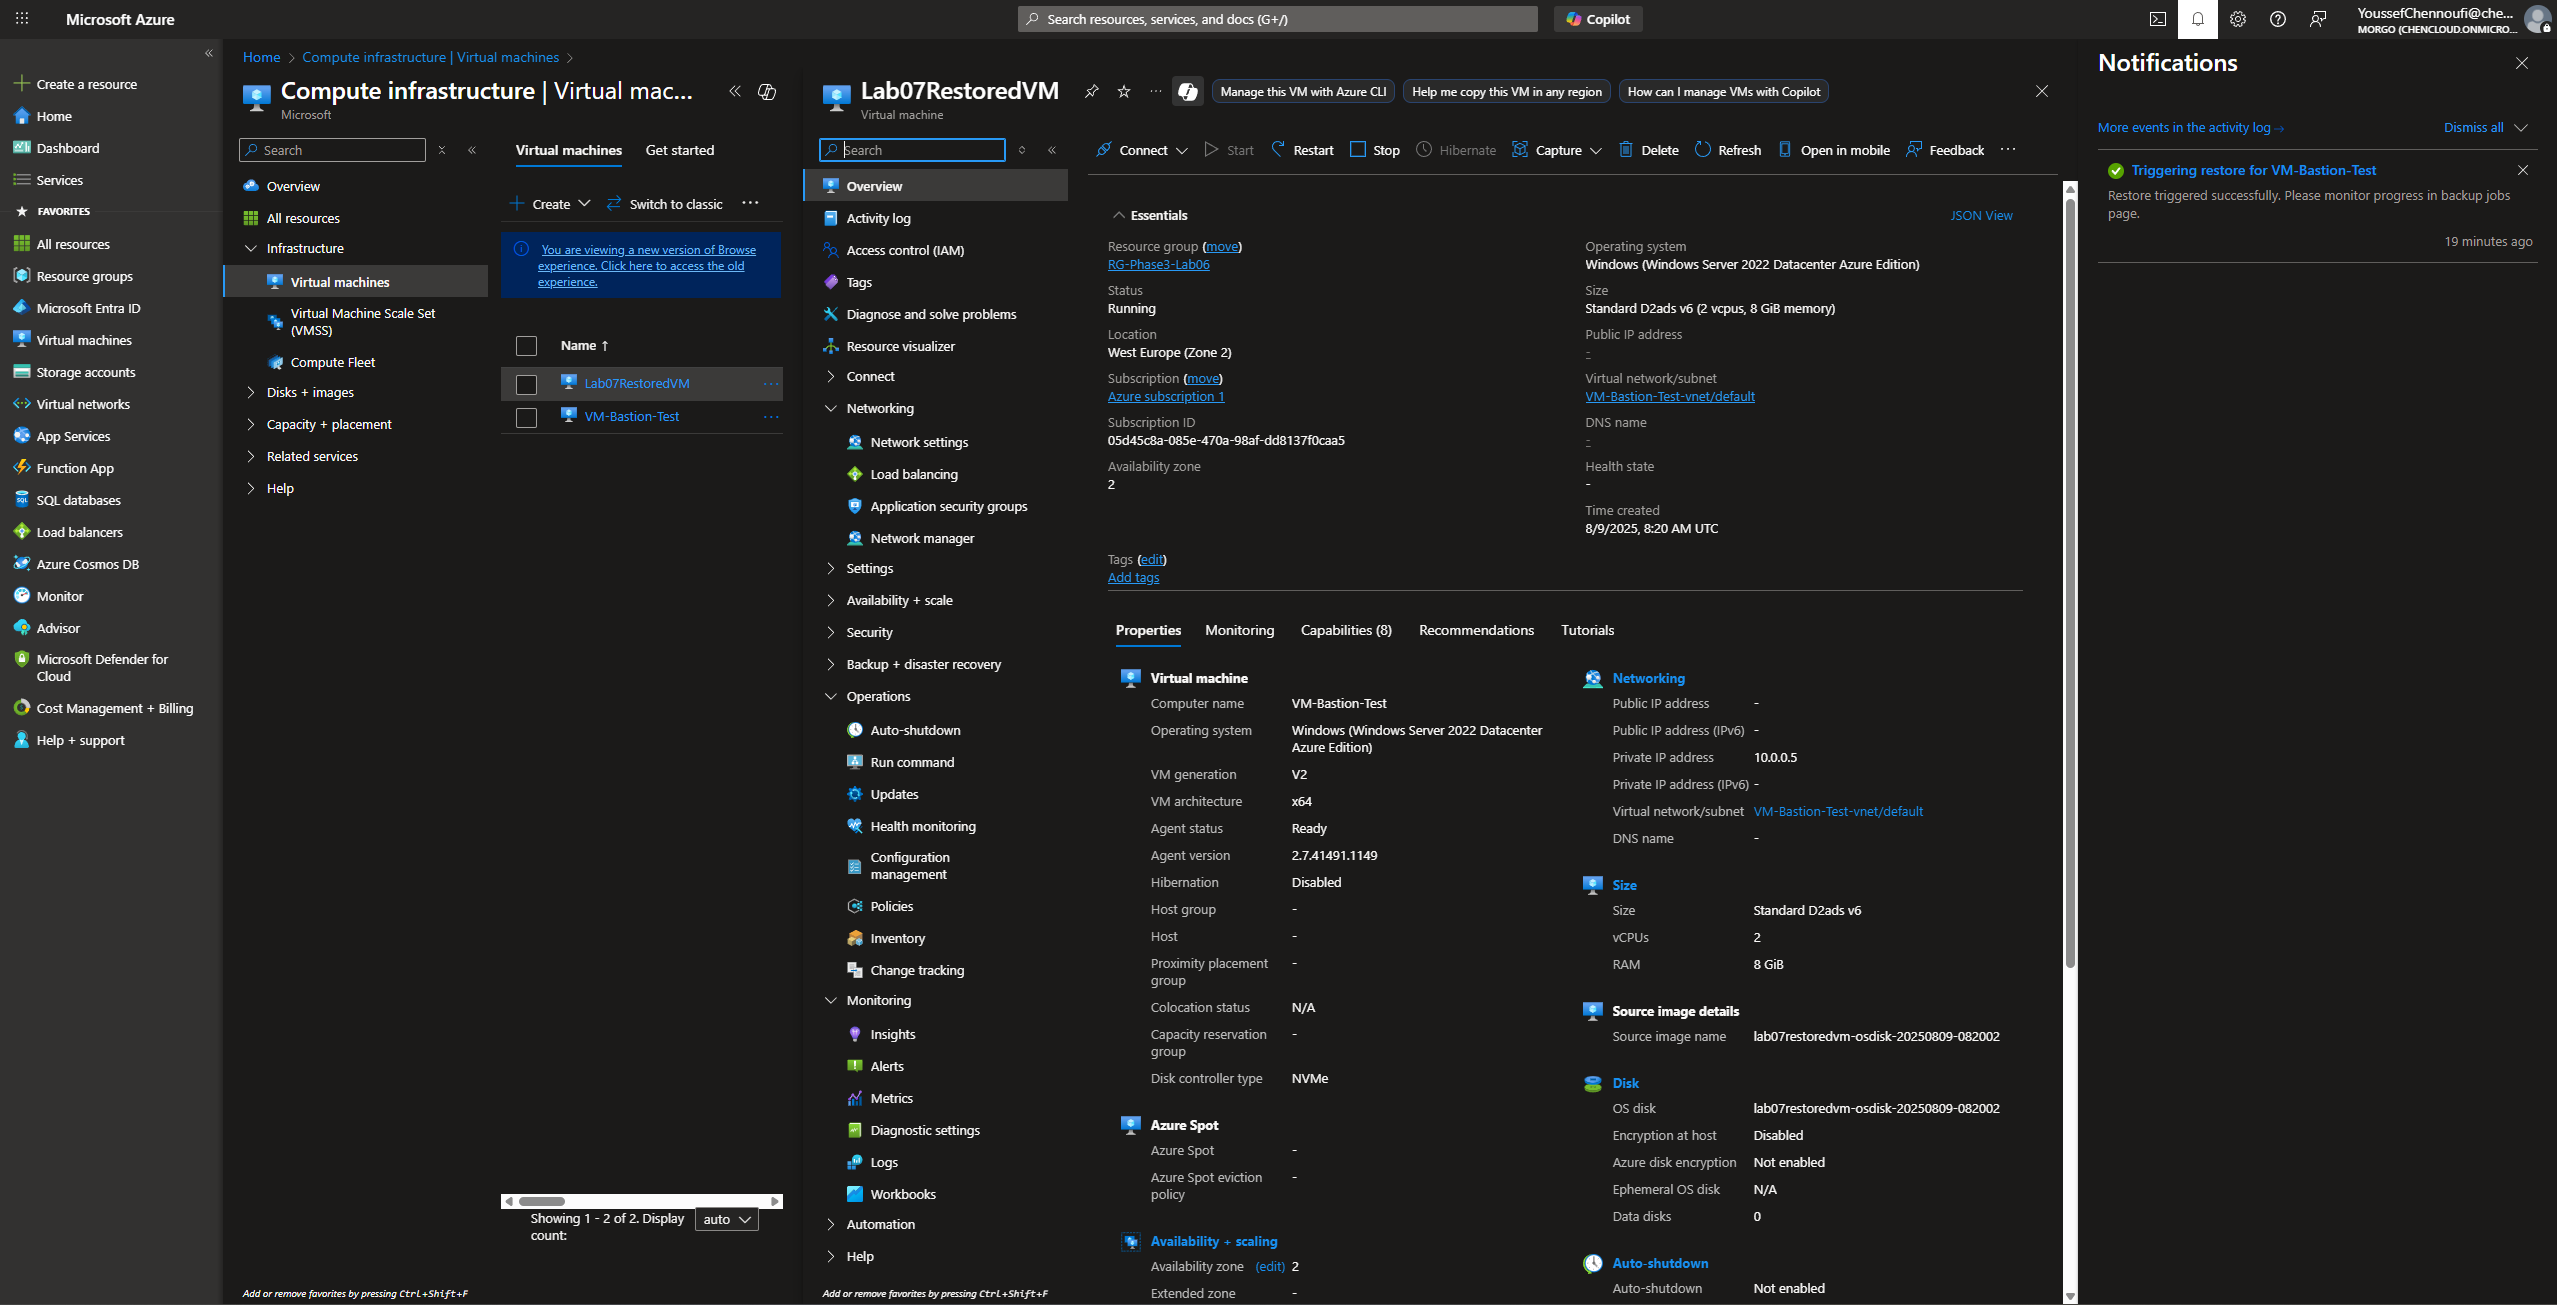 Microsoft Azure
Search resources, services, and docs (G+/)
Copilot
YoussefChennoufi@che...
MORGO (CHENCLOUD.ONMICRO...
Create a resource
Home
Dashboard
Services
FAVORITES
All resources
Resource groups
Microsoft Entra ID
Virtual machines
Storage accounts
Virtual networks
App Services
Function App
SQL databases
Load balancers
Azure Cosmos DB
Monitor
Advisor
Microsoft Defender for
Cloud
Cost Management + Billing
Help + support
Home > Compute infrastructure | Virtual machines >
Compute infrastructure | Virtual mac...
Microsoft
Search
Overview
All resources
Infrastructure
Virtual machines
Virtual Machine Scale Set
(VMSS)
Compute Fleet
Disks + images
Capacity + placement
Related services
Help
Add or remove favorites by pressing Ctrl+Shift+F
Virtual machines
Get started
Create
Switch to classic
You are viewing a new version of Browse
experience. Click here to access the old
experience.
Name ↑
Lab07RestoredVM
VM-Bastion-Test
Showing 1 - 2 of 2. Display
count:
auto
Lab07RestoredVM
Virtual machine
Manage this VM with Azure CLI
Help me copy this VM in any region
How can I manage VMs with Copilot
Search
Overview
Activity log
Access control (IAM)
Tags
Diagnose and solve problems
Resource visualizer
Connect
Networking
Network settings
Load balancing
Application security groups
Network manager
Settings
Availability + scale
Security
Backup + disaster recovery
Operations
Auto-shutdown
Run command
Updates
Health monitoring
Configuration
management
Policies
Inventory
Change tracking
Monitoring
Insights
Alerts
Metrics
Diagnostic settings
Logs
Workbooks
Automation
Help
Add or remove favorites by pressing Ctrl+Shift+F
Connect
Start
Restart
Stop
Hibernate
Capture
Delete
Refresh
Open in mobile
Feedback
Essentials
JSON View
Resource group (move)
RG-Phase3-Lab06
Status
Running
Location
West Europe (Zone 2)
Subscription (move)
Azure subscription 1
Subscription ID
05d45c8a-085e-470a-98af-dd8137f0caa5
Availability zone
2
Operating system
Windows (Windows Server 2022 Datacenter Azure Edition)
Size
Standard D2ads v6 (2 vcpus, 8 GiB memory)
Public IP address
-
Virtual network/subnet
VM-Bastion-Test-vnet/default
DNS name
-
Health state
-
Time created
8/9/2025, 8:20 AM UTC
Tags (edit)
Add tags
Properties
Monitoring
Capabilities (8)
Recommendations
Tutorials
Virtual machine
Computer name VM-Bastion-Test
Operating system Windows (Windows Server 2022 Datacenter
Azure Edition)
VM generation V2
VM architecture x64
Agent status Ready
Agent version 2.7.41491.1149
Hibernation Disabled
Host group -
Host -
Proximity placement -
group
Colocation status N/A
Capacity reservation -
group
Disk controller type NVMe
Azure Spot
Azure Spot -
Azure Spot eviction -
policy
Availability + scaling
Availability zone (edit) 2
Extended zone -
Networking
Public IP address -
Public IP address (IPv6) -
Private IP address 10.0.0.5
Private IP address (IPv6) -
Virtual network/subnet VM-Bastion-Test-vnet/default
DNS name -
Size
Size Standard D2ads v6
vCPUs 2
RAM 8 GiB
Source image details
Source image name lab07restoredvm-osdisk-20250809-082002
Disk
OS disk lab07restoredvm-osdisk-20250809-082002
Encryption at host Disabled
Azure disk encryption Not enabled
Ephemeral OS disk N/A
Data disks 0
Auto-shutdown
Auto-shutdown Not enabled
Notifications
More events in the activity log →
Dismiss all
Triggering restore for VM-Bastion-Test
Restore triggered successfully. Please monitor progress in backup jobs
page.
19 minutes ago